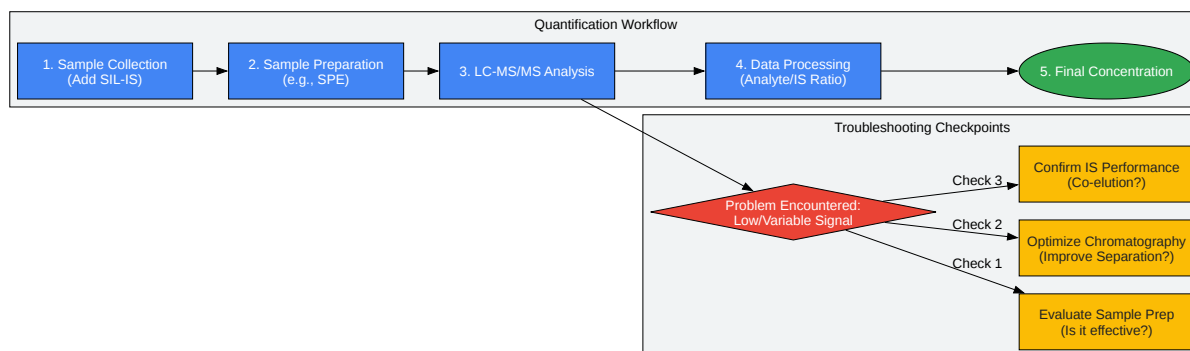 Quantification Workflow
1. Sample Collection
(Add SIL-IS)
2. Sample Preparation
(e.g., SPE)
3. LC-MS/MS Analysis
4. Data Processing
(Analyte/IS Ratio)
5. Final Concentration
Troubleshooting Checkpoints
Problem Encountered:
Low/Variable Signal
Check 3
Confirm IS Performance
(Co-elution?)
Check 2
Optimize Chromatography
(Improve Separation?)
Check 1
Evaluate Sample Prep
(Is it effective?)